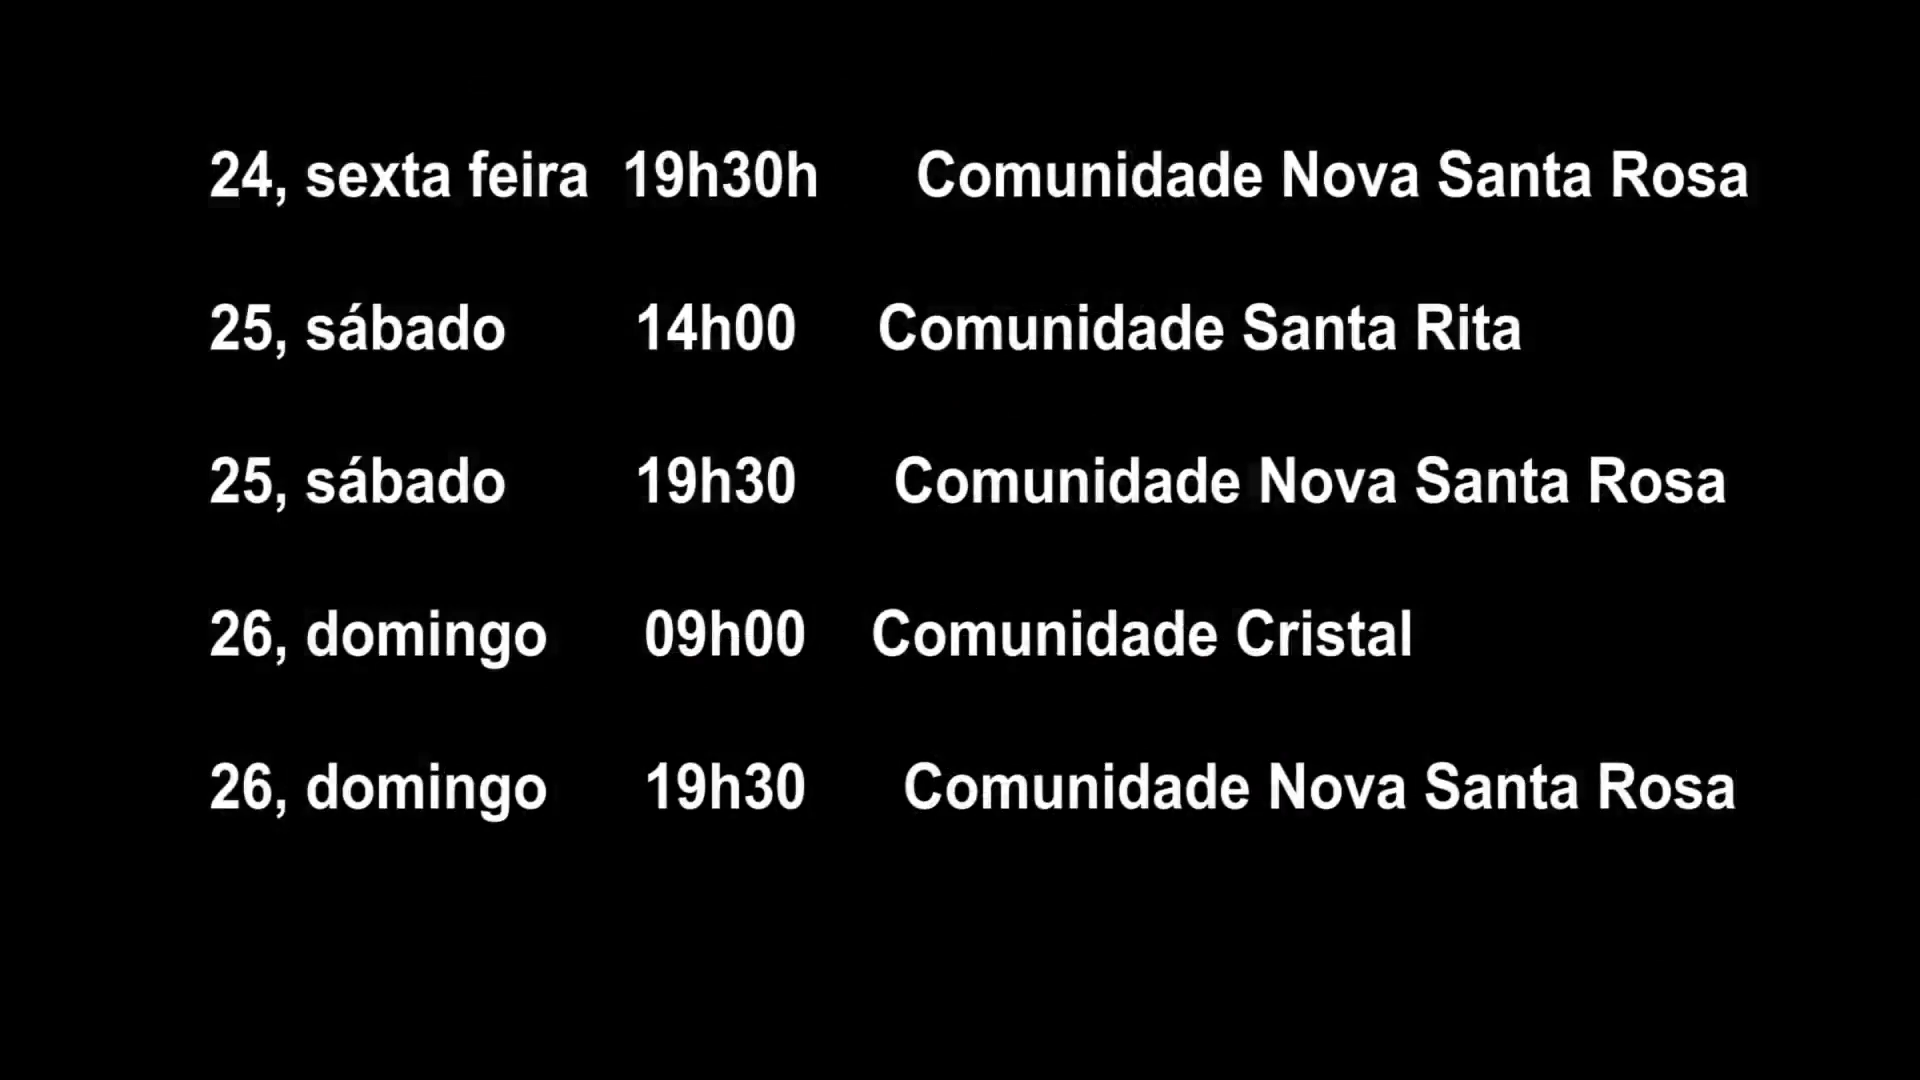 24, sexta feira 19h30h Comunidade Nova Santa Rosa
25, sábado 14h00 Comunidade Santa Rita
25, sábado 19h30 Comunidade Nova Santa Rosa
26, domingo 09h00 Comunidade Cristal
26, domingo 19h30 Comunidade Nova Santa Rosa